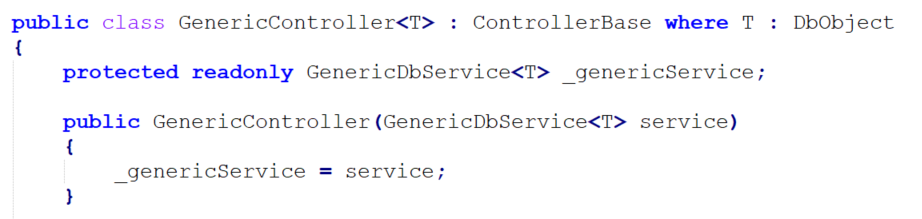 public class GenericController<T> : ControllerBase where T : DbObject
{
protected readonly GenericDbService<T> _genericService;
public GenericController(GenericDbService<T> service)
{
_genericService = service;
}